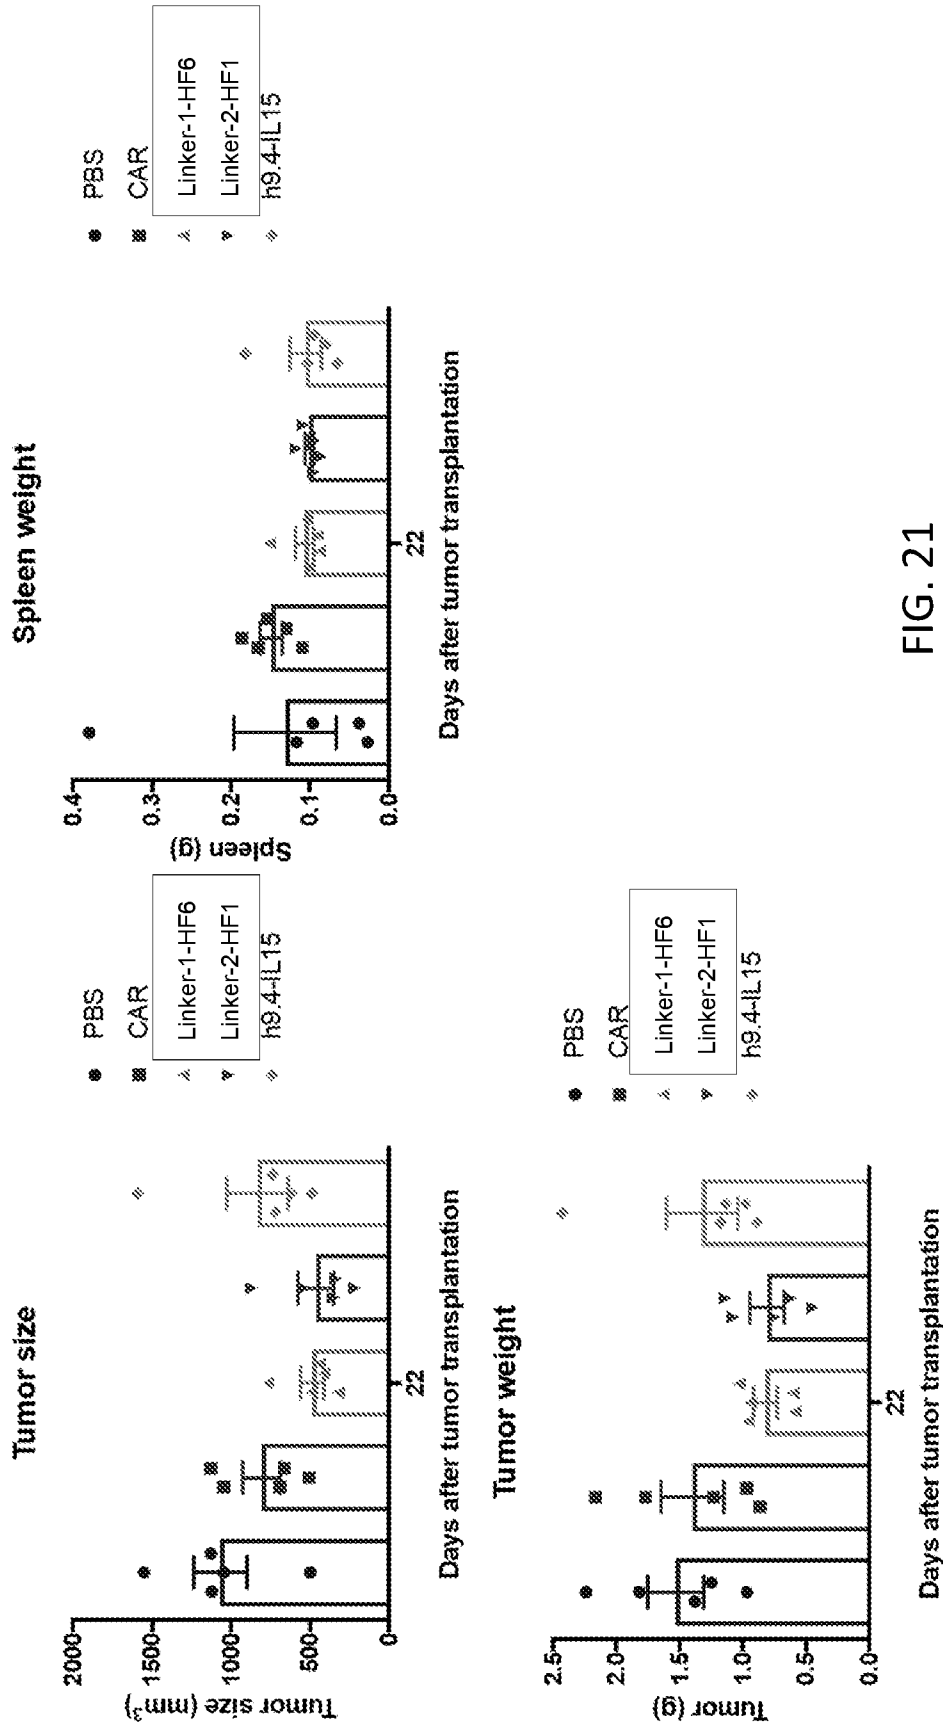 Tumor size
Tumor size (mm³)
2000
1500
1000
500
0
22
Days after tumor transplantation
PBS
CAR
Linker-1-HF6
Linker-2-HF1
h9.4-IL15
Spleen weight
Spleen (g)
0.4
0.3
0.2
0.1
0.0
22
Days after tumor transplantation
PBS
CAR
Linker-1-HF6
Linker-2-HF1
h9.4-IL15
Tumor weight
Tumor (g)
2.5
2.0
1.5
1.0
0.5
0.0
22
Days after tumor transplantation
PBS
CAR
Linker-1-HF6
Linker-2-HF1
h9.4-IL15
FIG. 21